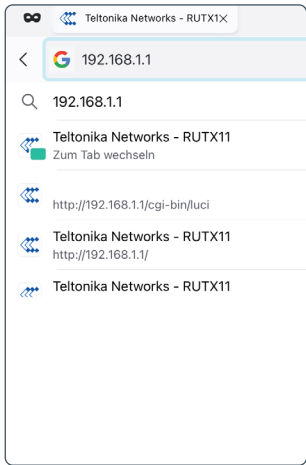 Teltonika Networks - RUTX1
192.168.1.1
192.168.1.1
Teltonika Networks - RUTX11
Zum Tab wechseln
http://192.168.1.1/cgi-bin/luci
Teltonika Networks - RUTX11
http://192.168.1.1/
Teltonika Networks - RUTX11